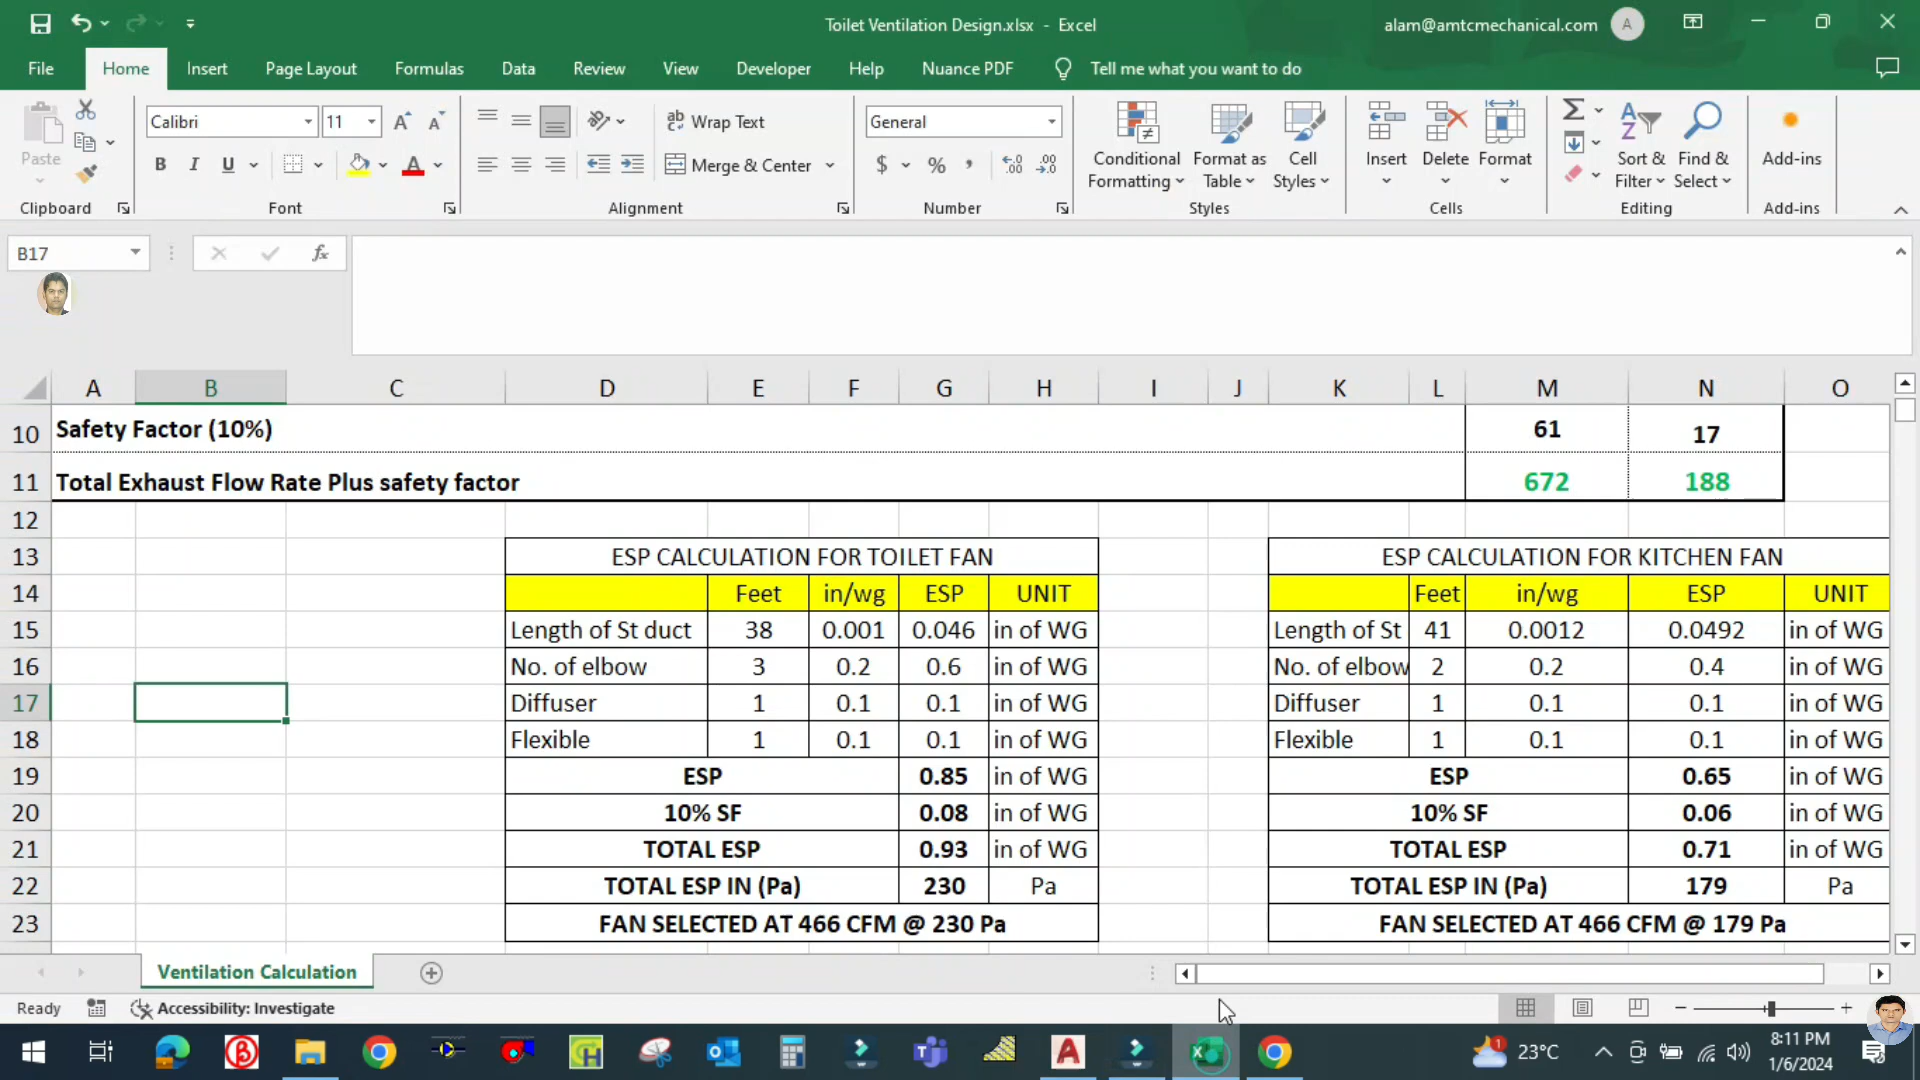 Toilet Ventilation Design.xlsx - Excel
alam@amtcmechanical.com A
File Home Insert Page Layout Formulas Data Review View Developer Help Nuance PDF Tell me what you want to do
Calibri 11 ab Wrap Text General
Paste
B I U A Merge & Center $ % , .00
Conditional Formatting
Format as Table
Cell Styles
Insert Delete Format
Sort & Filter
Find & Select
Add-ins
Clipboard Font Alignment Number Styles Cells Editing Add-ins
B17 fx
A B C D E F G H I J K L M N O
10 Safety Factor (10%) 61 17
11 Total Exhaust Flow Rate Plus safety factor 672 188
12
13 ESP CALCULATION FOR TOILET FAN ESP CALCULATION FOR KITCHEN FAN
14 Feet in/wg ESP UNIT Feet in/wg ESP UNIT
15 Length of St duct 38 0.001 0.046 in of WG Length of St 41 0.0012 0.0492 in of WG
16 No. of elbow 3 0.2 0.6 in of WG No. of elbow 2 0.2 0.4 in of WG
17 Diffuser 1 0.1 0.1 in of WG Diffuser 1 0.1 0.1 in of WG
18 Flexible 1 0.1 0.1 in of WG Flexible 1 0.1 0.1 in of WG
19 ESP 0.85 in of WG ESP 0.65 in of WG
20 10% SF 0.08 in of WG 10% SF 0.06 in of WG
21 TOTAL ESP 0.93 in of WG TOTAL ESP 0.71 in of WG
22 TOTAL ESP IN (Pa) 230 Pa TOTAL ESP IN (Pa) 179 Pa
23 FAN SELECTED AT 466 CFM @ 230 Pa FAN SELECTED AT 466 CFM @ 179 Pa
Ventilation Calculation
Ready Accessibility: Investigate
23°C 8:11 PM
1/6/2024